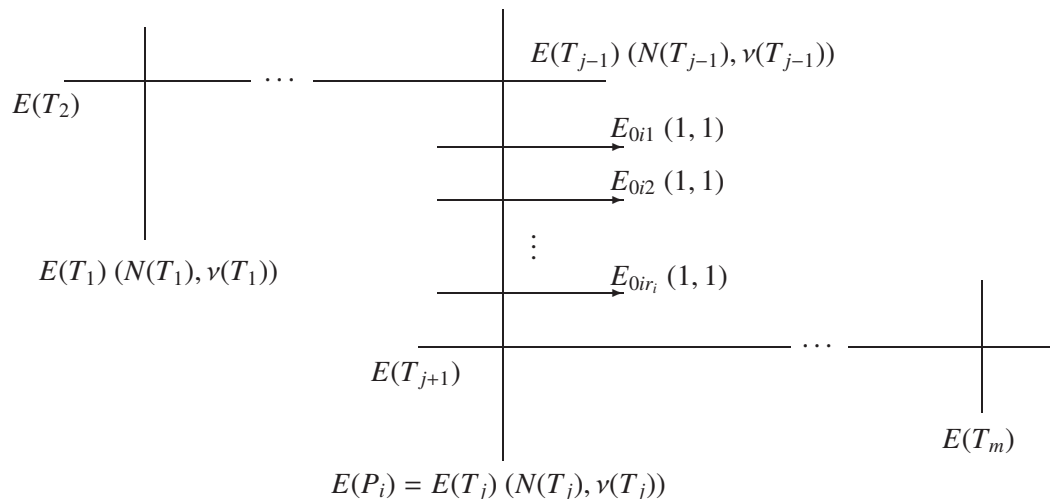 E(T_{j−1}) (N(T_{j−1}), ν(T_{j−1}))
···
E(T_2)
E_{0i1} (1, 1)
E_{0i2} (1, 1)
⋮
E(T_1) (N(T_1), ν(T_1))
E_{0ir_i} (1, 1)
···
E(T_{j+1})
E(T_m)
E(P_i) = E(T_j) (N(T_j), ν(T_j))